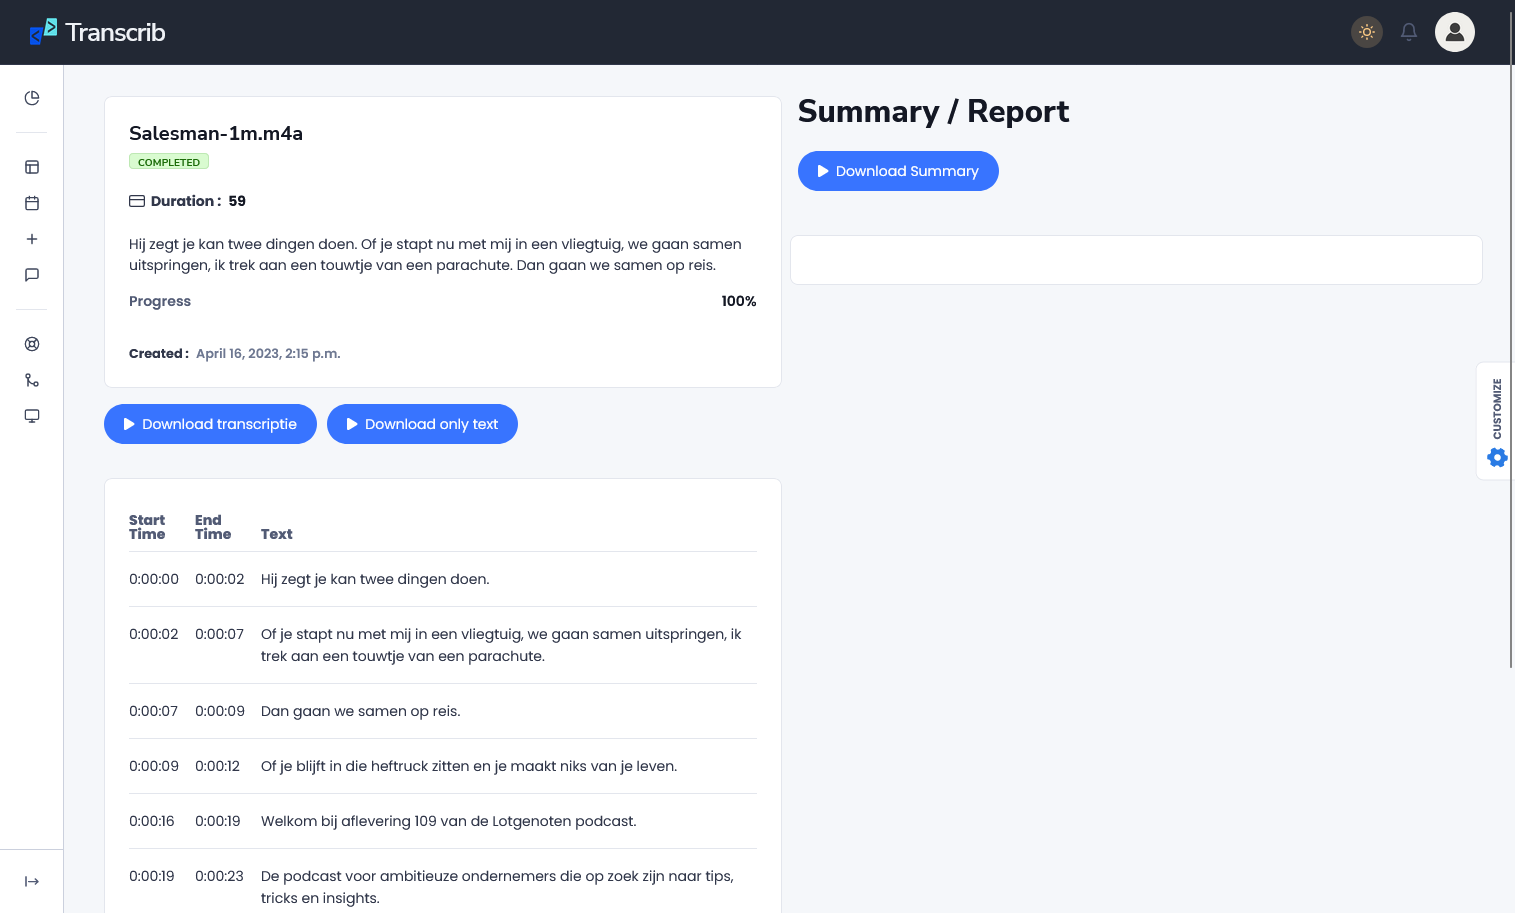 Transcrib
Salesman-1m.m4a
COMPLETED
Duration : 59
Hij zegt je kan twee dingen doen. Of je stapt nu met mij in een vliegtuig, we gaan samen
uitspringen, ik trek aan een touwtje van een parachute. Dan gaan we samen op reis.
Progress 100%
Created : April 16, 2023, 2:15 p.m.
Download transcriptie Download only text
Start Time End Time Text
0:00:00 0:00:02 Hij zegt je kan twee dingen doen.
0:00:02 0:00:07 Of je stapt nu met mij in een vliegtuig, we gaan samen uitspringen, ik
trek aan een touwtje van een parachute.
0:00:07 0:00:09 Dan gaan we samen op reis.
0:00:09 0:00:12 Of je blijft in die heftruck zitten en je maakt niks van je leven.
0:00:16 0:00:19 Welkom bij aflevering 109 van de Lotgenoten podcast.
0:00:19 0:00:23 De podcast voor ambitieuze ondernemers die op zoek zijn naar tips,
tricks en insights.
Summary / Report
Download Summary
CUSTOMIZE